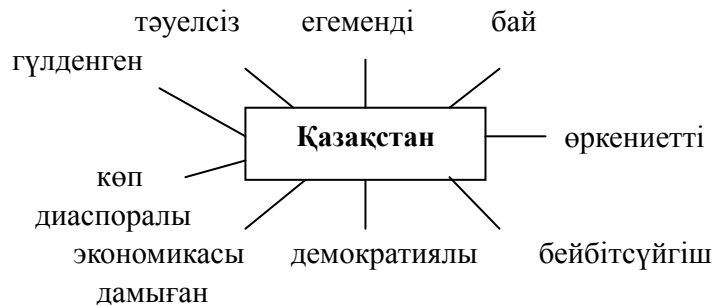 тәуелсіз егеменді бай
гүлденген
Қазақстан
өркениетті
көп
диаспоралы
экономикасы демократиялы бейбітсүйгіш
дамыған